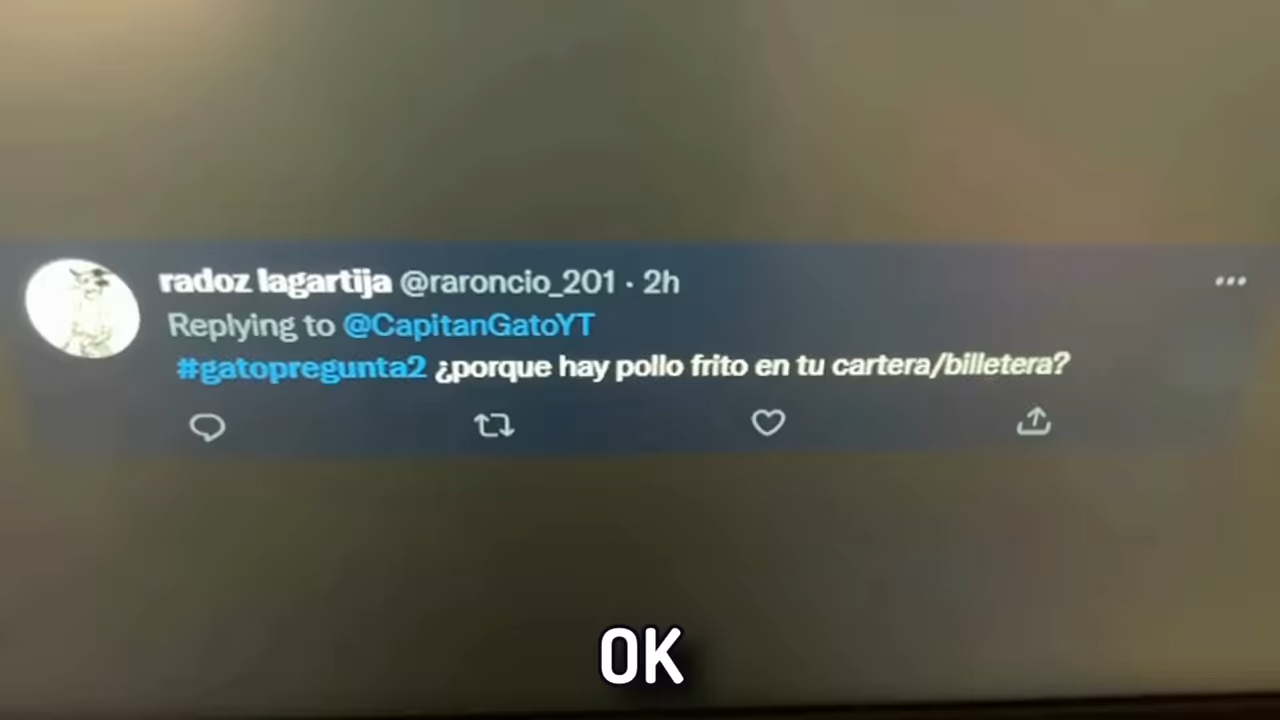 radoz lagartija @raroncio_201 · 2h
Replying to @CapitanGatoYT
#gatopregunta2 ¿porque hay pollo frito en tu cartera/billetera?
OK